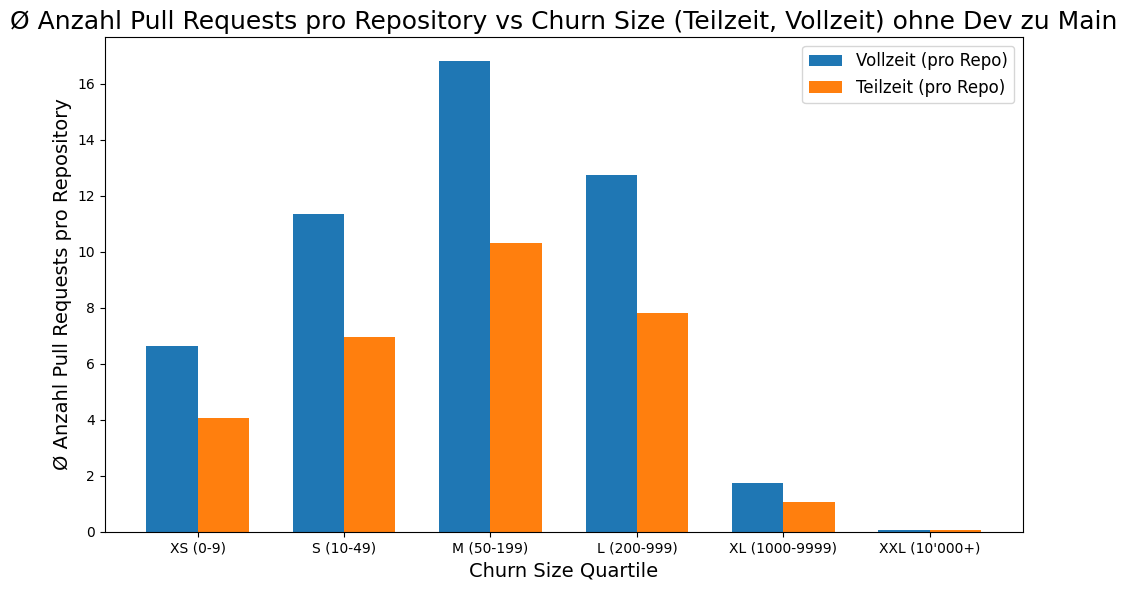 Ø Anzahl Pull Requests pro Repository vs Churn Size (Teilzeit, Vollzeit) ohne Dev zu Main
Vollzeit (pro Repo)
Teilzeit (pro Repo)
Ø Anzahl Pull Requests pro Repository
16
14
12
10
8
6
4
2
0
XS (0-9)
S (10-49)
M (50-199)
L (200-999)
XL (1000-9999)
XXL (10'000+)
Churn Size Quartile